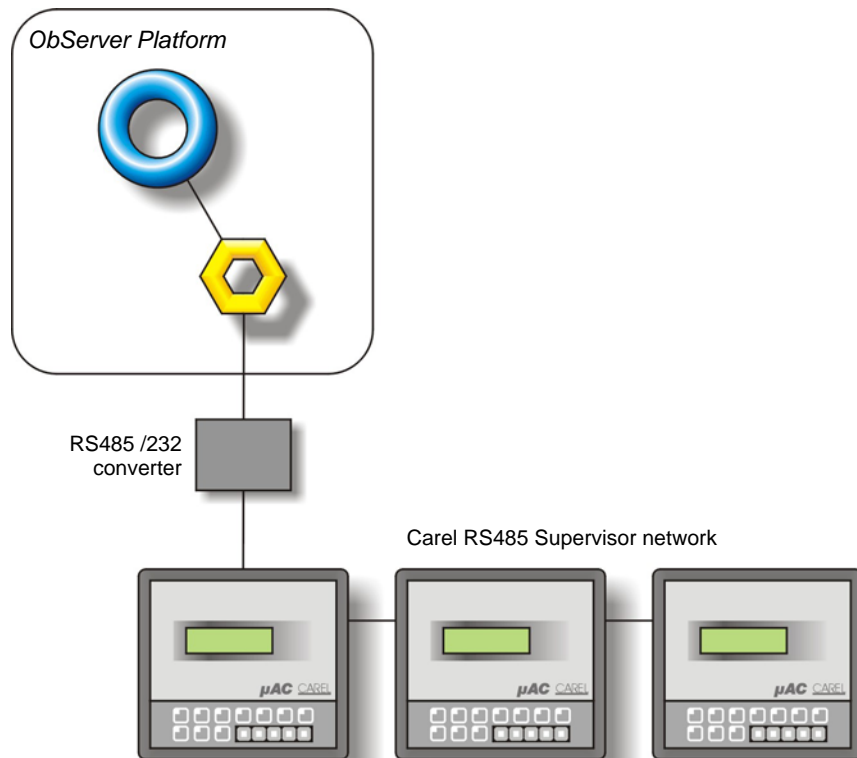 ObServer Platform
RS485 /232
converter
Carel RS485 Supervisor network
µAC CAREL
µAC CAREL
µAC CAREL